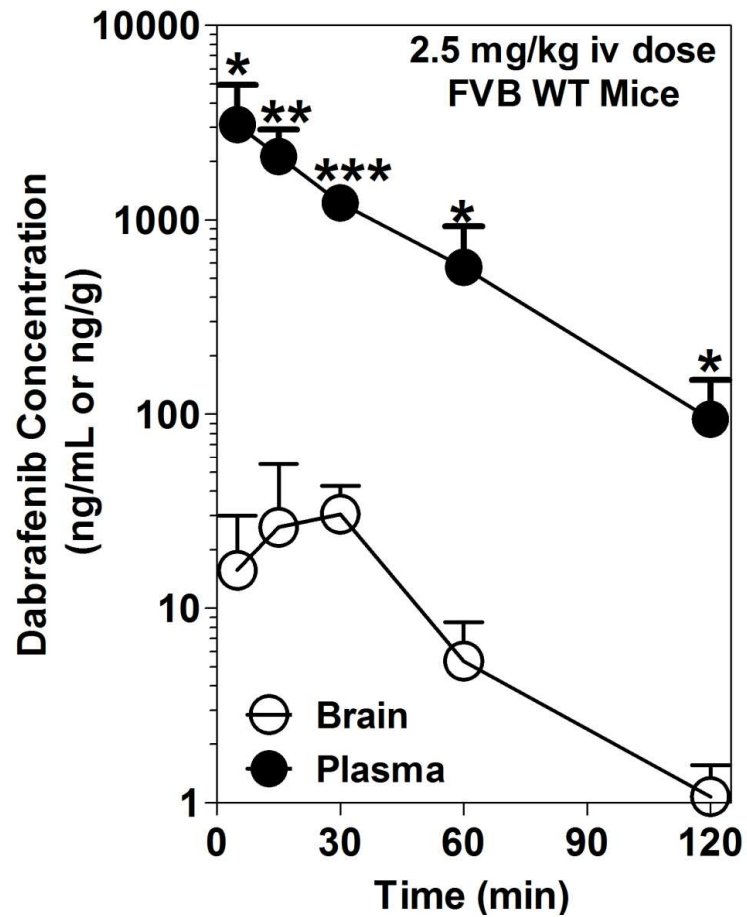 2.5 mg/kg iv dose
FVB WT Mice
Dabrafenib Concentration
(ng/mL or ng/g)
10000
1000
100
10
1
*
**
***
*
*
Brain
Plasma
0 30 60 90 120
Time (min)